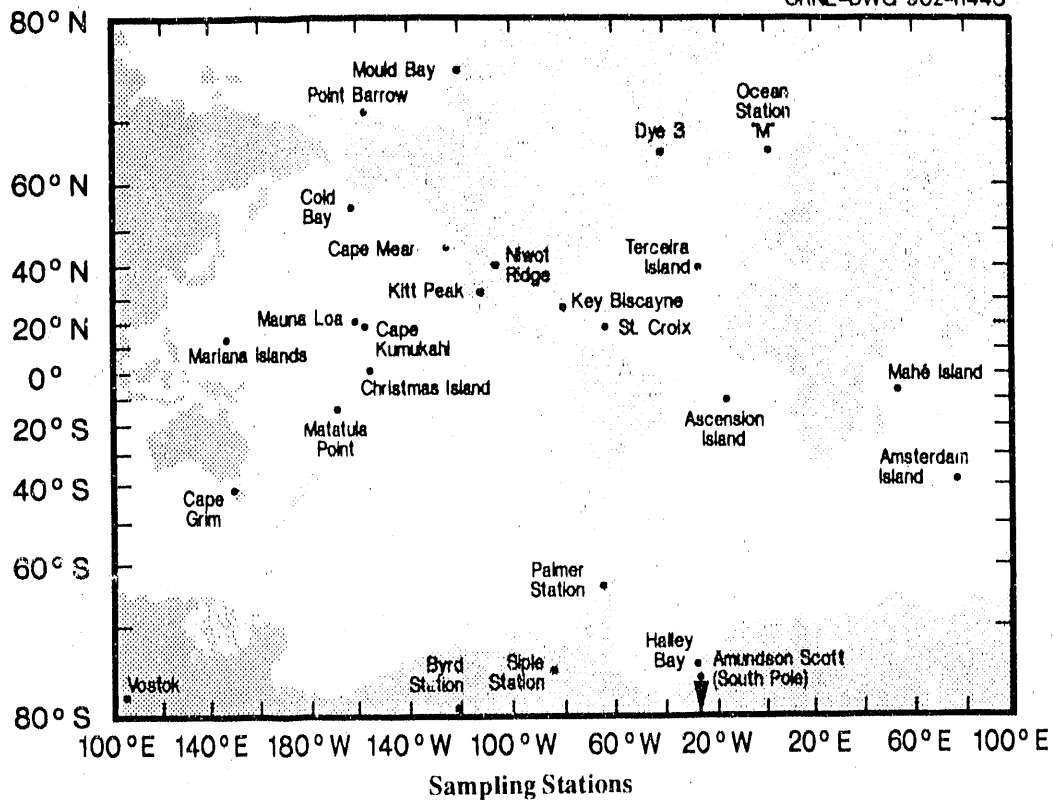 80° N
Mould Bay
Point Barrow
Ocean
Station
"M"
Dye 3
60° N
Cold
Bay
Cape Mear
Niwot
Ridge
Terceira
Island
40° N
Kitt Peak
Key Biscayne
20° N
Mauna Loa
Cape
Kumukahi
St. Croix
Mariana Islands
0°
Christmas Island
Mahé Island
20° S
Matatula
Point
Ascension
Island
Amsterdam
Island
40° S
Cape
Grim
60° S
Palmer
Station
Halley
Bay
Byrd
Station
Siple
Station
Amundson Scott
(South Pole)
Vostok
80° S
100° E 140° E 180° W 140° W 100° W 60° W 20° W 20° E 60° E 100° E
Sampling Stations